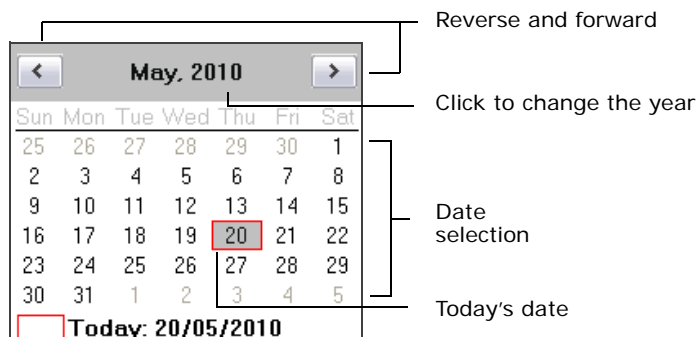 Reverse and forward
< May, 2010 >
Click to change the year
Sun Mon Tue Wed Thu Fri Sat
25 26 27 28 29 30 1
2 3 4 5 6 7 8
9 10 11 12 13 14 15
16 17 18 19 20 21 22
23 24 25 26 27 28 29
30 31 1 2 3 4 5
Date
selection
Today: 20/05/2010
Today's date